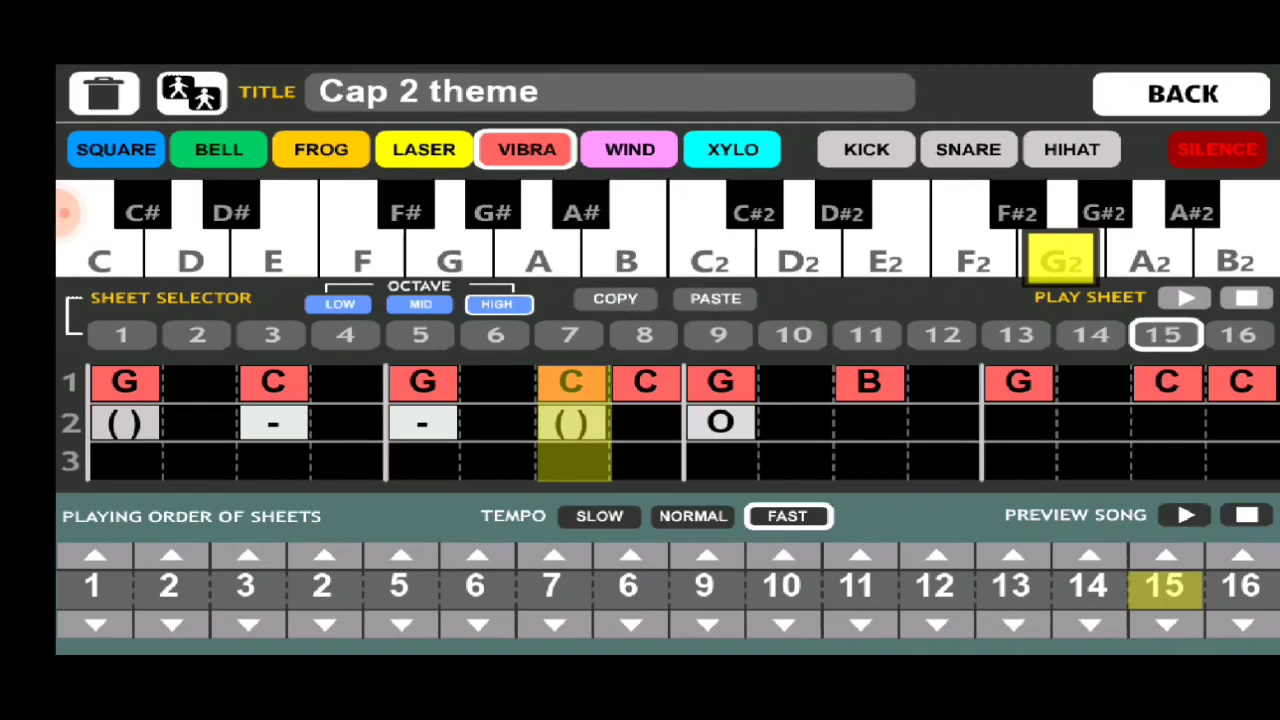 TITLE Cap 2 theme BACK
SQUARE BELL FROG LASER VIBRA WIND XYLO KICK SNARE HIHAT SILENCE
C# D# F# G# A# C#2 D#2 F#2 G#2 A#2
C D E F G A B C2 D2 E2 F2 G2 A2 B2
OCTAVE
SHEET SELECTOR LOW MID HIGH COPY PASTE PLAY SHEET
1 2 3 4 5 6 7 8 9 10 11 12 13 14 15 16
1 G C G C C G B G C C
2 ( ) - - ( ) O
3
PLAYING ORDER OF SHEETS TEMPO SLOW NORMAL FAST PREVIEW SONG
1 2 3 2 5 6 7 6 9 10 11 12 13 14 15 16